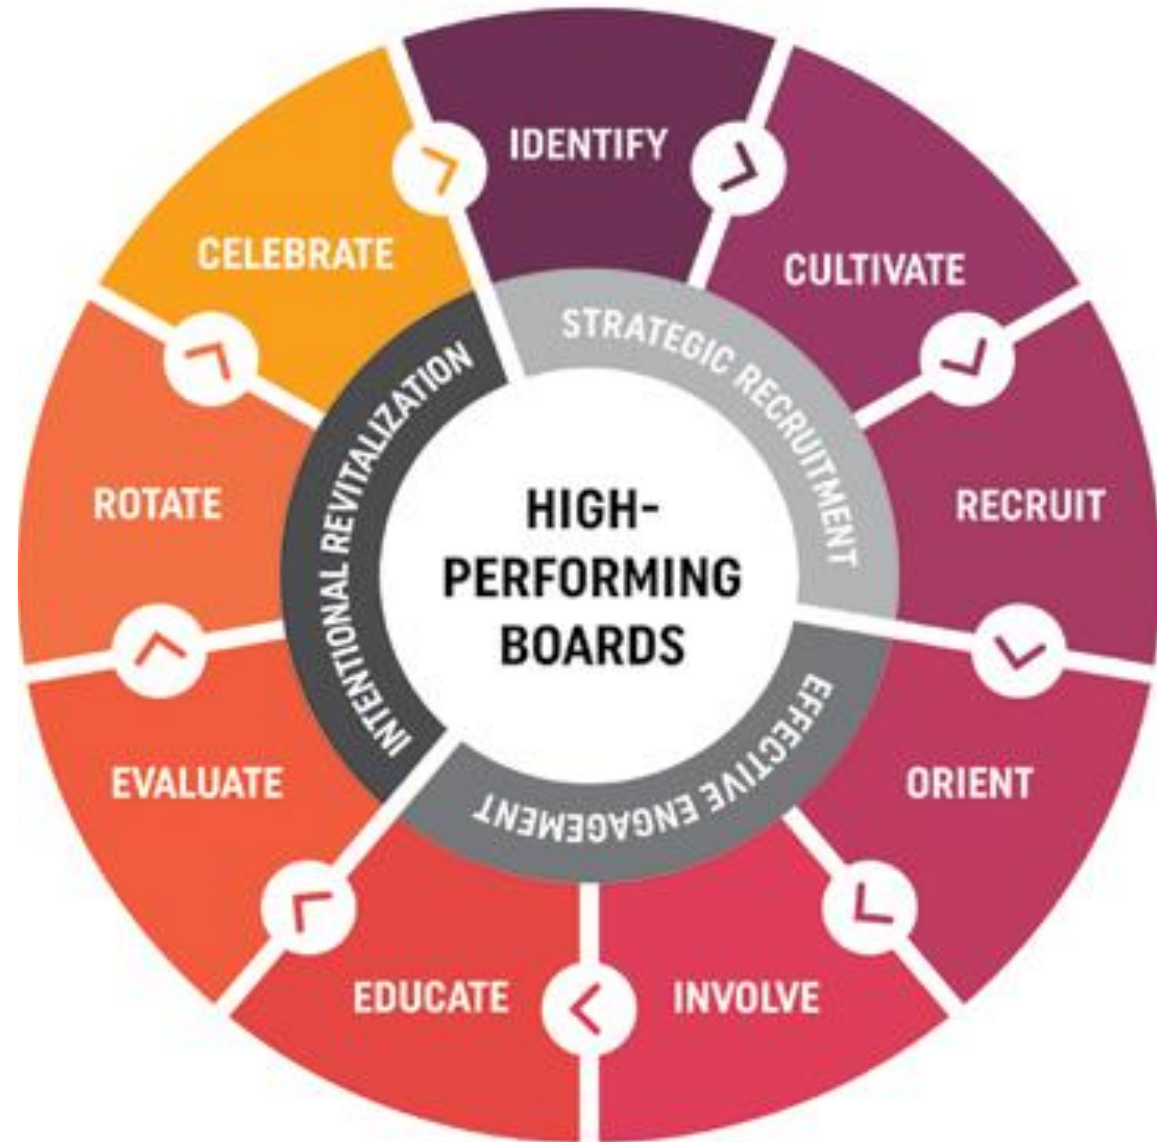 IDENTIFY
CULTIVATE
RECRUIT
ORIENT
INVOLVE
EDUCATE
EVALUATE
ROTATE
CELEBRATE
STRATEGIC RECRUITMENT
EFFECTIVE ENGAGEMENT
INTENTIONAL REVITALIZATION
HIGH-
PERFORMING
BOARDS